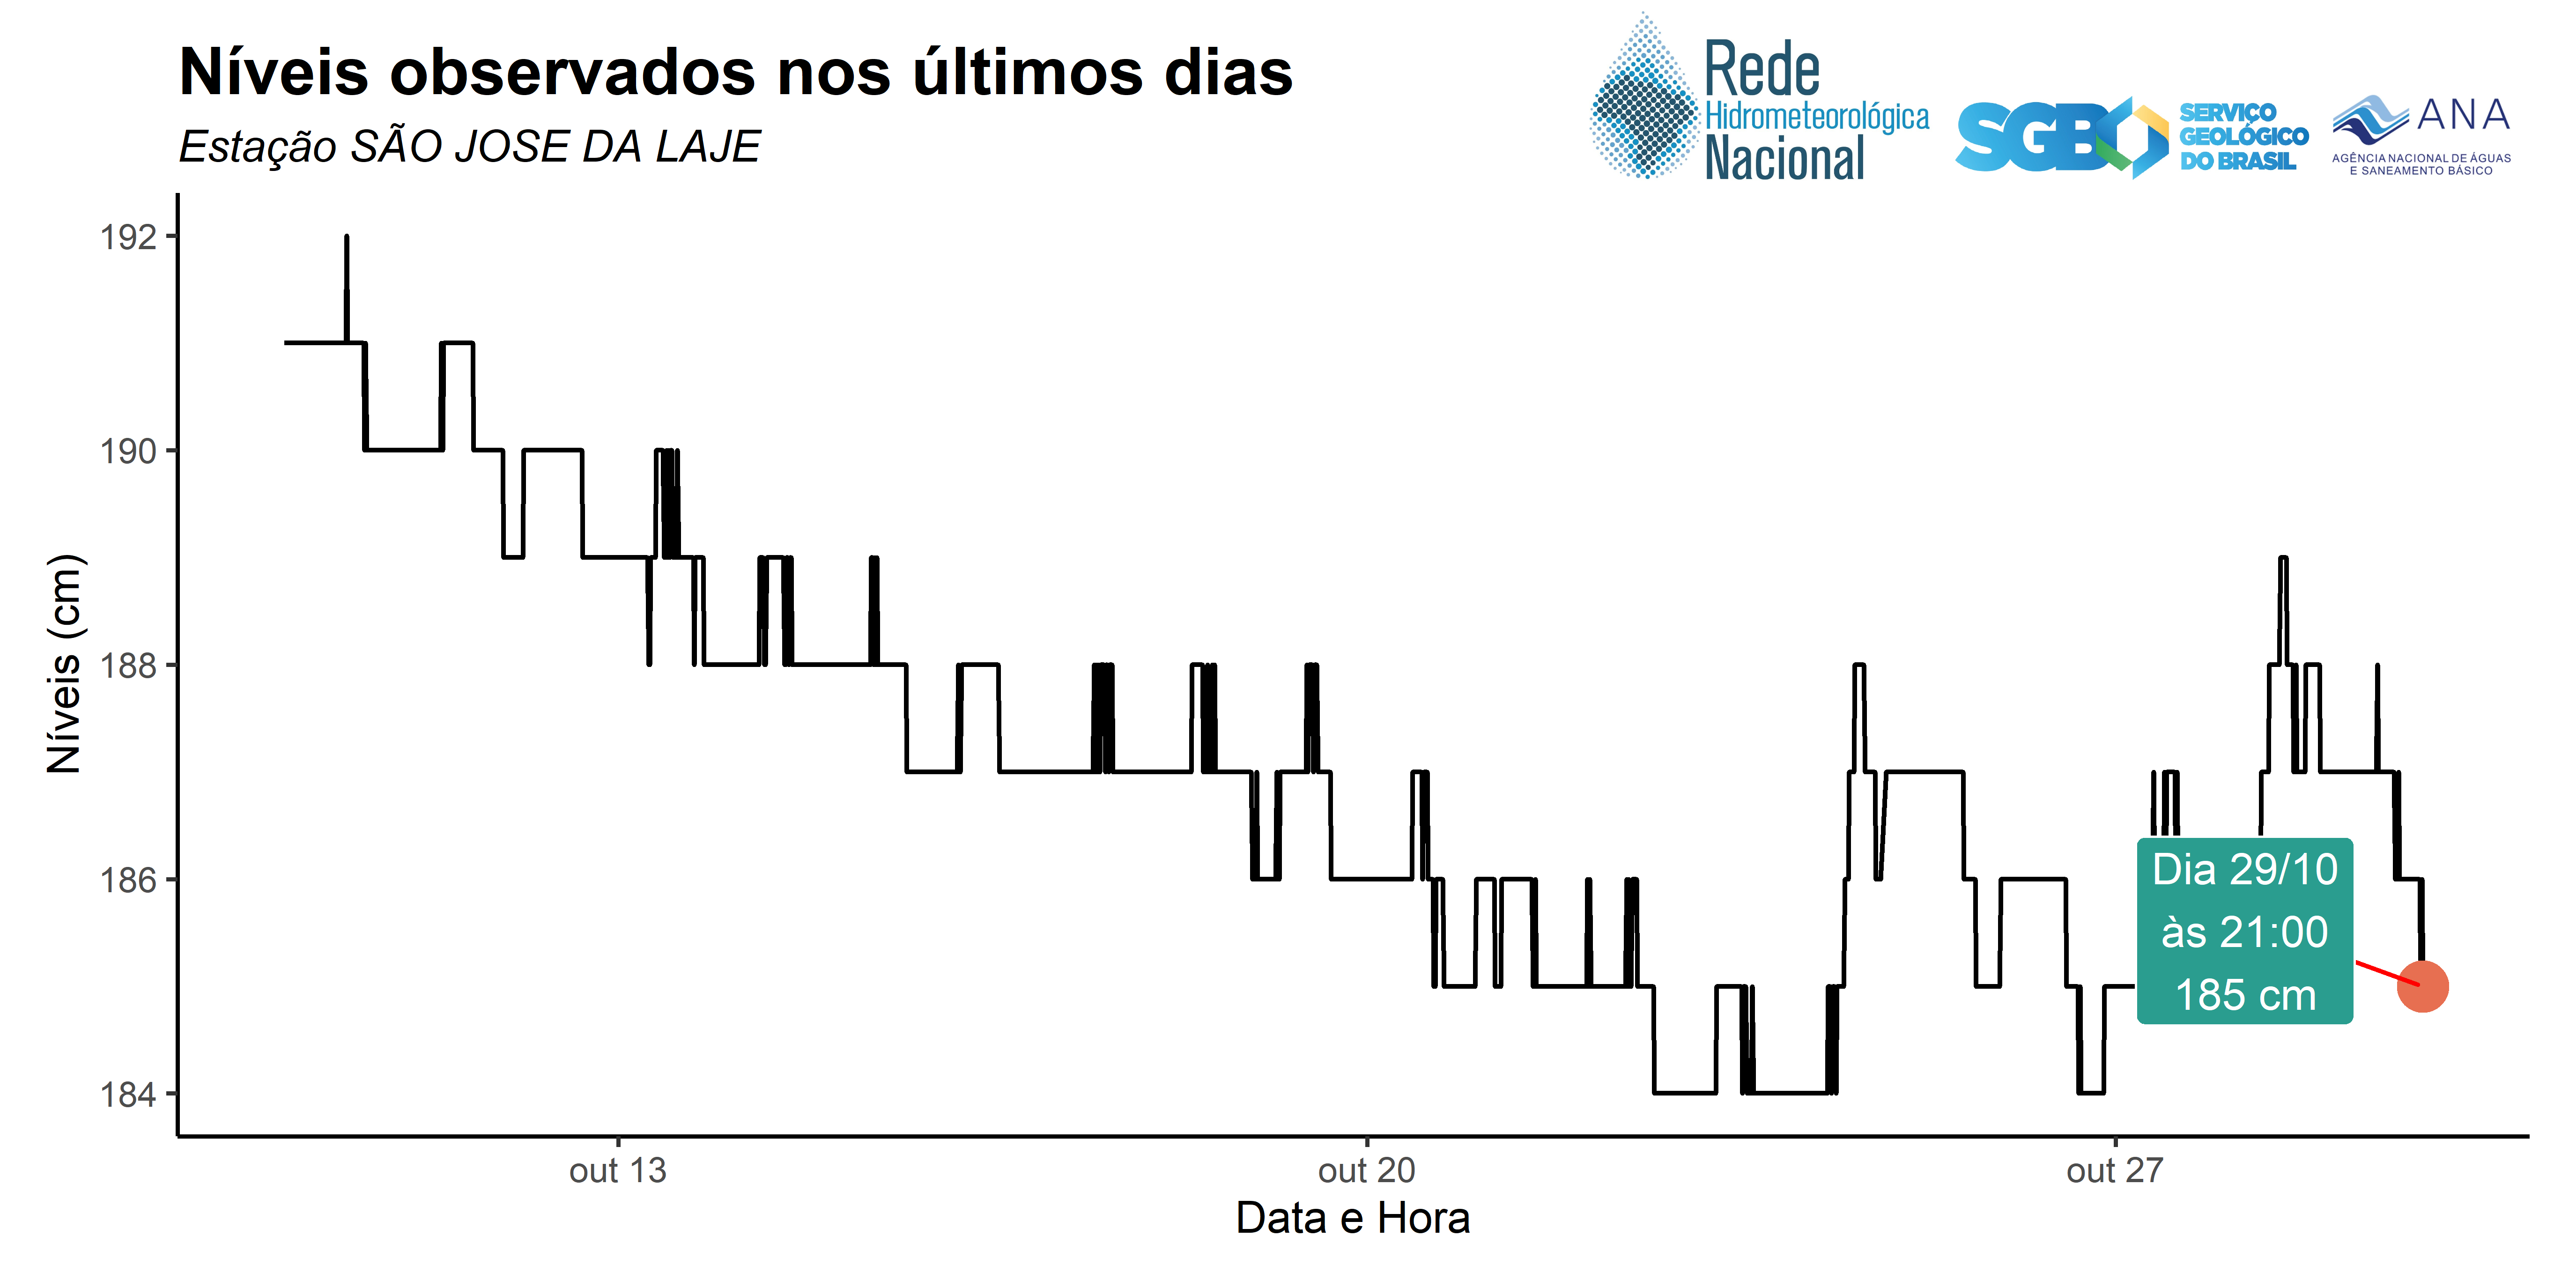 Níveis observados nos últimos dias
Estação SÃO JOSE DA LAJE
Rede
Hidrometeorológica
Nacional
SGB
SERVIÇO
GEOLÓGICO
DO BRASIL
ANA
AGÊNCIA NACIONAL DE ÁGUAS
E SANEAMENTO BÁSICO
Níveis (cm)
192
190
188
186
184
Dia 29/10
às 21:00
185 cm
out 13
out 20
out 27
Data e Hora